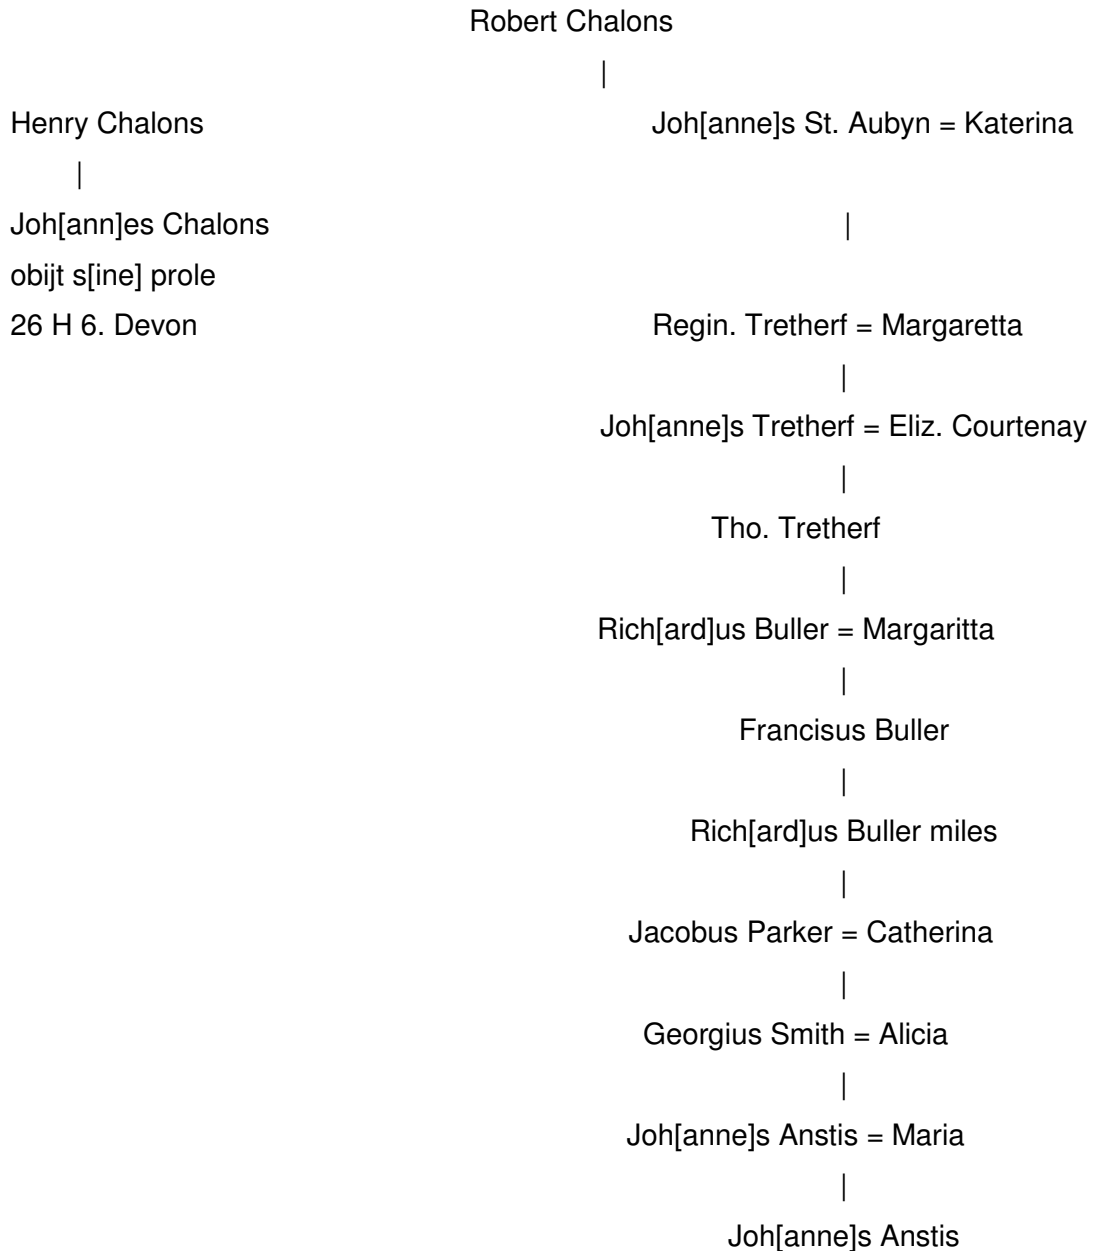 Robert Chalons
|
Henry Chalons Joh[anne]s St. Aubyn = Katerina
|
Joh[ann]es Chalons |
obijt s[ine] prole
26 H 6. Devon Regin. Tretherf = Margaretta
|
Joh[anne]s Tretherf = Eliz. Courtenay
|
Tho. Tretherf
|
Rich[ard]us Buller = Margaritta
|
Francisus Buller
|
Rich[ard]us Buller miles
|
Jacobus Parker = Catherina
|
Georgius Smith = Alicia
|
Joh[anne]s Anstis = Maria
|
Joh[anne]s Anstis